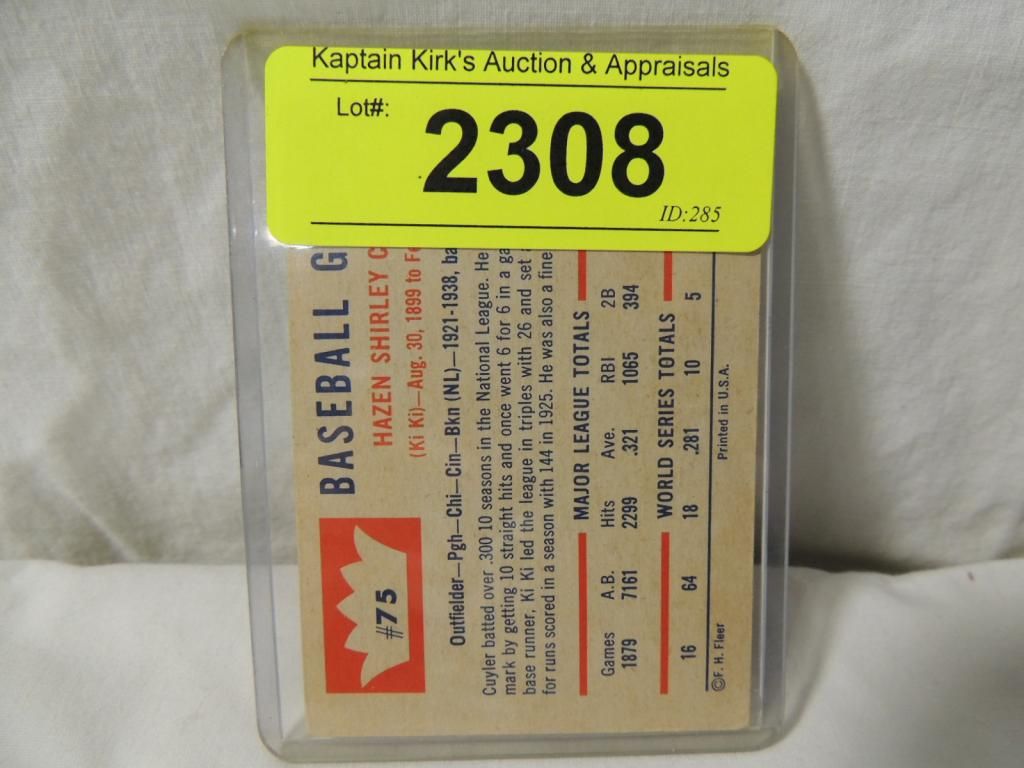 Kaptain Kirk's Auction & Appraisals
Lot#:
2308
ID:285
#75
BASEBALL G
HAZEN SHIRLEY C
(Ki Ki)—Aug. 30, 1899 to Fe
Outfielder—Pgh—Chi—Cin—Bkn (NL)—1921-1938, ba
Cuyler batted over .300 10 seasons in the National League. He
mark by getting 10 straight hits and once went 6 for 6 in a ga
base runner, Ki Ki led the league in triples with 26 and set a
for runs scored in a season with 144 in 1925. He was also a fine
MAJOR LEAGUE TOTALS
Games A.B. Hits Ave. RBI 2B
1879 7161 2299 .321 1065 394
WORLD SERIES TOTALS
16 64 18 .281 10 5
©F. H. Fleer Printed in U.S.A.